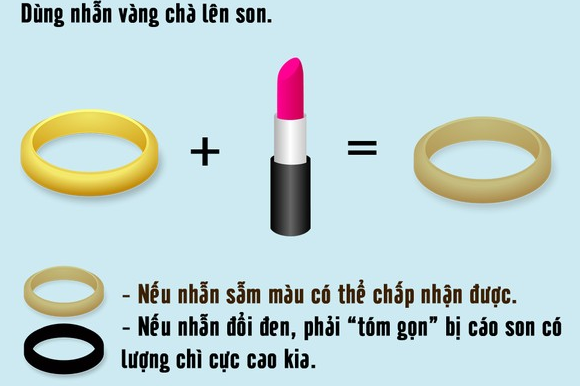 Dùng nhẫn vàng chà lên son.
+ =
- Nếu nhẫn sẫm màu có thể chấp nhận được.
- Nếu nhẫn đổi đen, phải “tóm gọn” bị cáo son có
lượng chì cực cao kia.